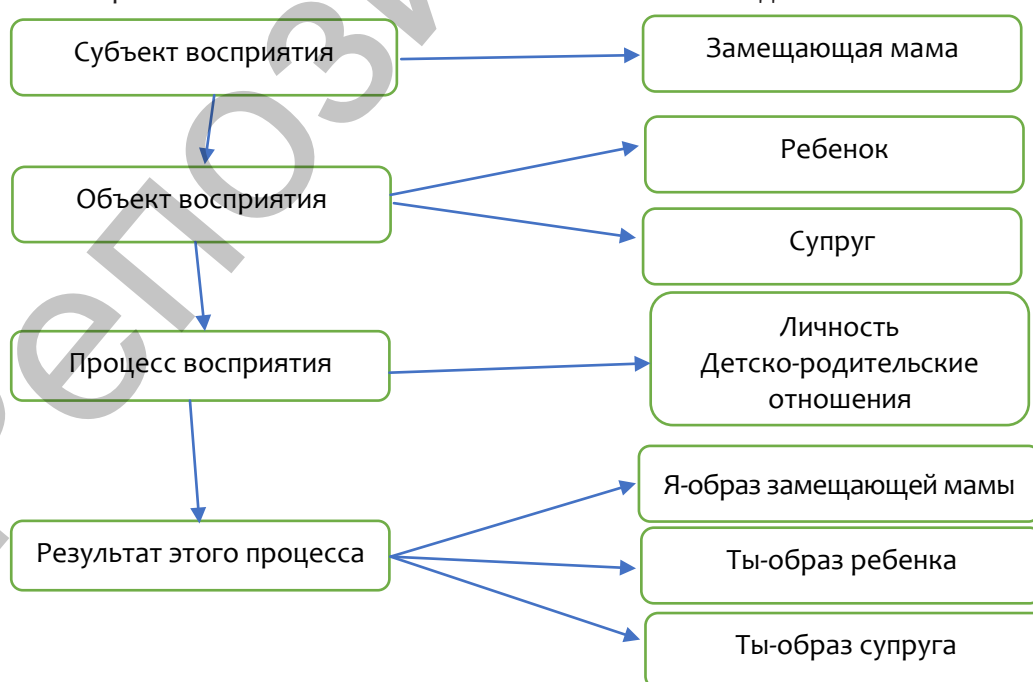 Субъект восприятия
Замещающая мама
Ребенок
Объект восприятия
Супруг
Процесс восприятия
Личность
Детско-родительские
отношения
Я-образ замещающей мамы
Результат этого процесса
Ты-образ ребенка
Ты-образ супруга